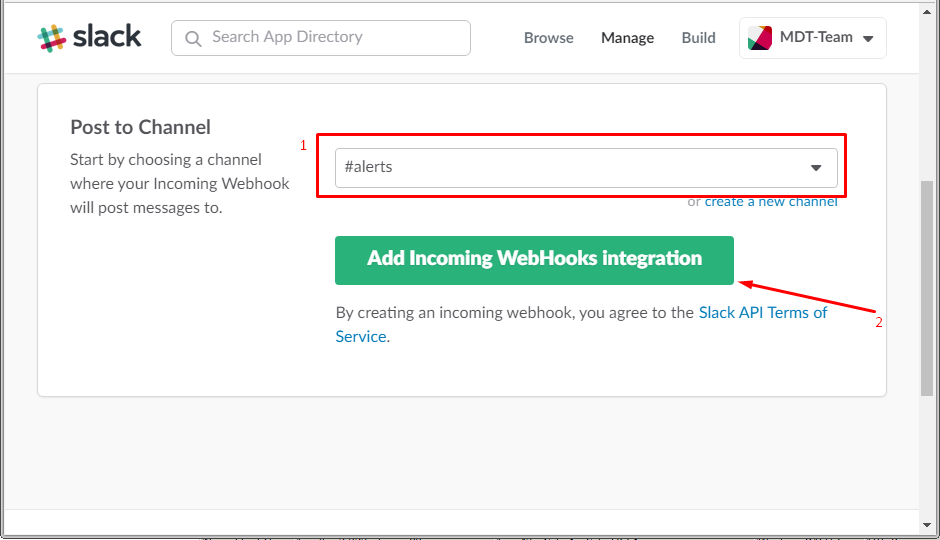 slack
Search App Directory
Browse
Manage
Build
MDT-Team
Post to Channel
Start by choosing a channel
where your Incoming Webhook
will post messages to.
1
#alerts
or create a new channel
Add Incoming WebHooks integration
2
By creating an incoming webhook, you agree to the Slack API Terms of
Service.